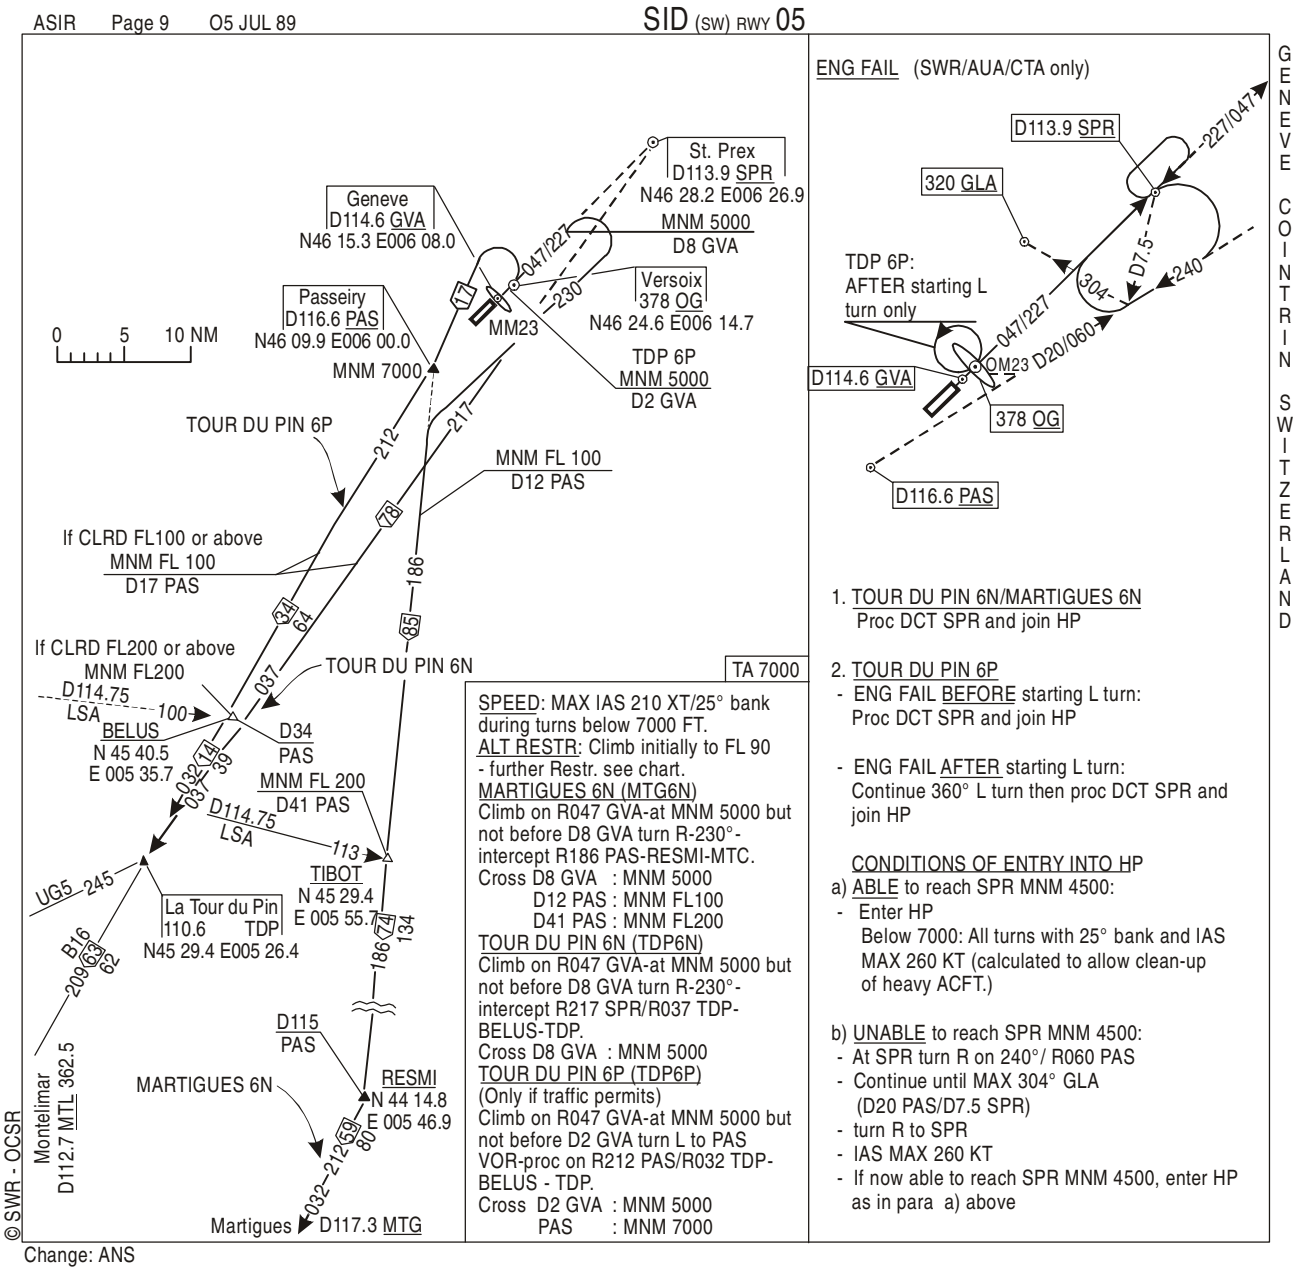 ASIR Page 9 O5 JUL 89
SID (SW) RWY 05
GENEVE COINTRIN SWITZERLAND
St. Prex
D113.9 SPR
N46 28.2 E006 26.9
MNM 5000
D8 GVA
Geneve
D114.6 GVA
N46 15.3 E006 08.0
047/227
Versoix
378 OG
N46 24.6 E006 14.7
230
17
Passeiry
D116.6 PAS
N46 09.9 E006 00.0
MNM 7000
MM23
TDP 6P
MNM 5000
D2 GVA
0 5 10 NM
TOUR DU PIN 6P
212
217
MNM FL 100
D12 PAS
78
If CLRD FL100 or above
MNM FL 100
D17 PAS
186
34
64
85
If CLRD FL200 or above
MNM FL200
037
TOUR DU PIN 6N
D114.75
LSA
100
BELUS
N 45 40.5
E 005 35.7
D34
PAS
14
39
032
037
MNM FL 200
D41 PAS
D114.75
LSA
113
TIBOT
N 45 29.4
E 005 55.7
UG5 245
La Tour du Pin
110.6 TDP
N45 29.4 E005 26.4
74
134
186
B16
63
62
209
D115
PAS
RESMI
N 44 14.8
E 005 46.9
MARTIGUES 6N
59
80
212
032
Montelimar
D112.7 MTL 362.5
Martigues D117.3 MTG
TA 7000
SPEED: MAX IAS 210 XT/25° bank
during turns below 7000 FT.
ALT RESTR: Climb initially to FL 90
- further Restr. see chart.
MARTIGUES 6N (MTG6N)
Climb on R047 GVA-at MNM 5000 but
not before D8 GVA turn R-230°-
intercept R186 PAS-RESMI-MTC.
Cross D8 GVA : MNM 5000
D12 PAS : MNM FL100
D41 PAS : MNM FL200
TOUR DU PIN 6N (TDP6N)
Climb on R047 GVA-at MNM 5000 but
not before D8 GVA turn R-230°-
intercept R217 SPR/R037 TDP-
BELUS-TDP.
Cross D8 GVA : MNM 5000
TOUR DU PIN 6P (TDP6P)
(Only if traffic permits)
Climb on R047 GVA-at MNM 5000 but
not before D2 GVA turn L to PAS
VOR-proc on R212 PAS/R032 TDP-
BELUS - TDP.
Cross D2 GVA : MNM 5000
PAS : MNM 7000
ENG FAIL (SWR/AUA/CTA only)
D113.9 SPR
227/047
320 GLA
D7.5
240
304
TDP 6P:
AFTER starting L
turn only
047/227
D20/060
OM23
D114.6 GVA
378 OG
D116.6 PAS
1. TOUR DU PIN 6N/MARTIGUES 6N
Proc DCT SPR and join HP
2. TOUR DU PIN 6P
- ENG FAIL BEFORE starting L turn:
Proc DCT SPR and join HP
- ENG FAIL AFTER starting L turn:
Continue 360° L turn then proc DCT SPR and
join HP
CONDITIONS OF ENTRY INTO HP
a) ABLE to reach SPR MNM 4500:
- Enter HP
Below 7000: All turns with 25° bank and IAS
MAX 260 KT (calculated to allow clean-up
of heavy ACFT.)
b) UNABLE to reach SPR MNM 4500:
- At SPR turn R on 240°/ R060 PAS
- Continue until MAX 304° GLA
(D20 PAS/D7.5 SPR)
- turn R to SPR
- IAS MAX 260 KT
- If now able to reach SPR MNM 4500, enter HP
as in para a) above
© SWR - OCSR
Change: ANS